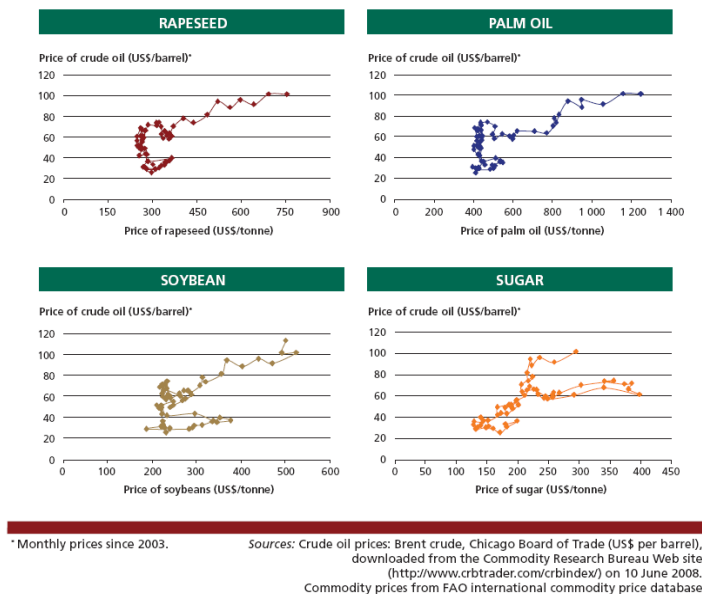 RAPESEED
Price of crude oil (US$/barrel)*
120
100
80
60
40
20
0
0 150 300 450 600 750 900
Price of rapeseed (US$/tonne)
PALM OIL
Price of crude oil (US$/barrel)*
120
100
80
60
40
20
0
0 200 400 600 800 1 000 1 200 1 400
Price of palm oil (US$/tonne)
SOYBEAN
Price of crude oil (US$/barrel)*
120
100
80
60
40
20
0
0 100 200 300 400 500 600
Price of soybeans (US$/tonne)
SUGAR
Price of crude oil (US$/barrel)*
120
100
80
60
40
20
0
0 50 100 150 200 250 300 350 400 450
Price of sugar (US$/tonne)
*Monthly prices since 2003.
Sources: Crude oil prices: Brent crude, Chicago Board of Trade (US$ per barrel),
downloaded from the Commodity Research Bureau Web site
(http://www.crbtrader.com/crbindex/) on 10 June 2008.
Commodity prices from FAO international commodity price database